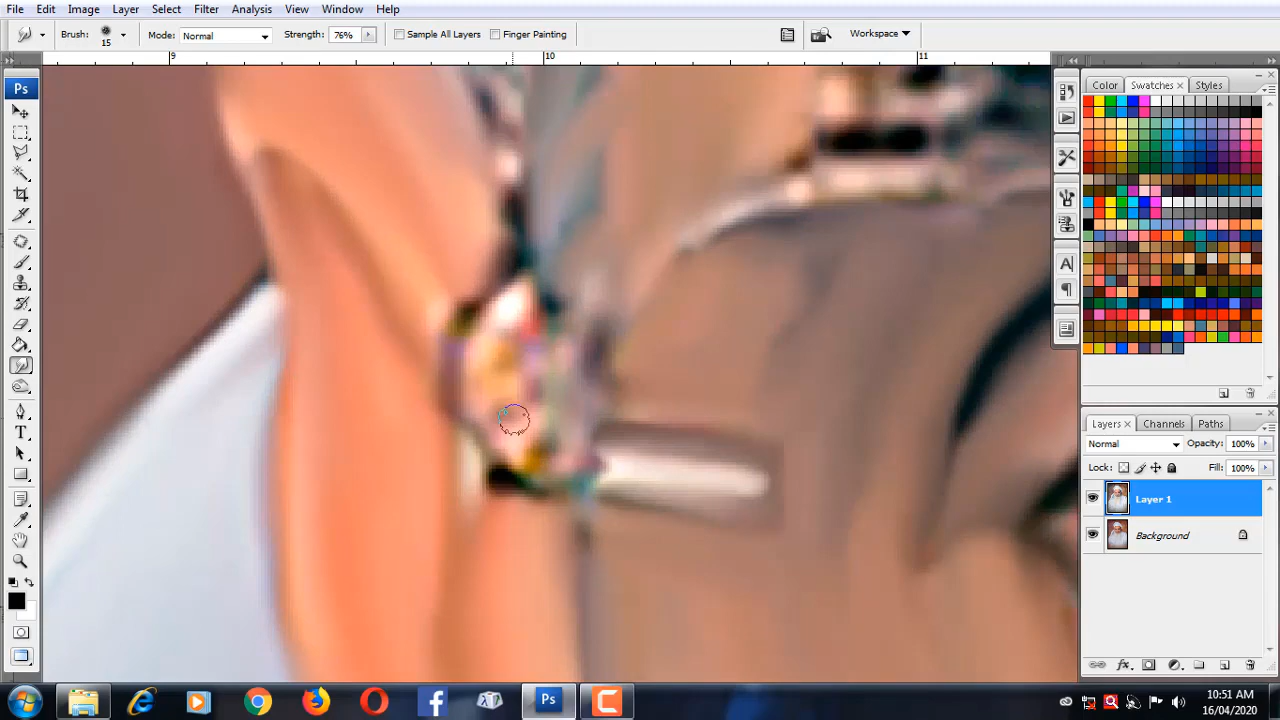 File Edit Image Layer Select Filter Analysis View Window Help
Brush: 15 Mode: Normal Strength: 76% Sample All Layers Finger Painting Workspace
9 10 11
Ps
Color Swatches Styles
Layers Channels Paths
Normal Opacity: 100%
Lock: Fill: 100%
Layer 1
Background
T
A
Ps
10:51 AM
16/04/2020